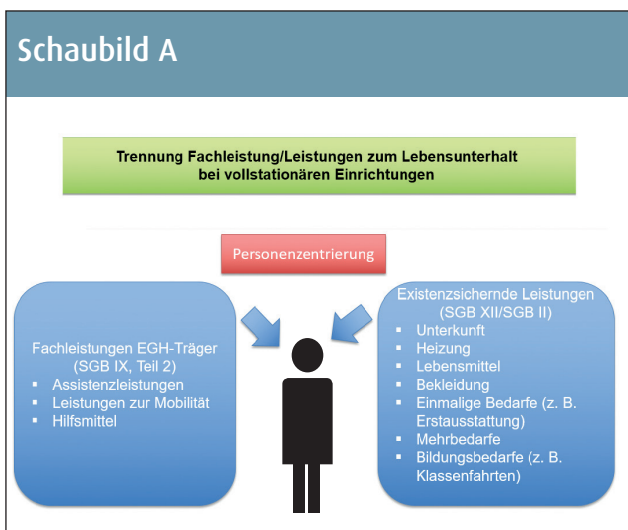 Schaubild A
Trennung Fachleistung/Leistungen zum Lebensunterhalt
bei vollstationären Einrichtungen
Personenzentrierung
Fachleistungen EGH-Träger
(SGB IX, Teil 2)
▪ Assistenzleistungen
▪ Leistungen zur Mobilität
▪ Hilfsmittel
Existenzsichernde Leistungen
(SGB XII/SGB II)
▪ Unterkunft
▪ Heizung
▪ Lebensmittel
▪ Bekleidung
▪ Einmalige Bedarfe (z. B.
Erstausstattung)
▪ Mehrbedarfe
▪ Bildungsbedarfe (z. B.
Klassenfahrten)